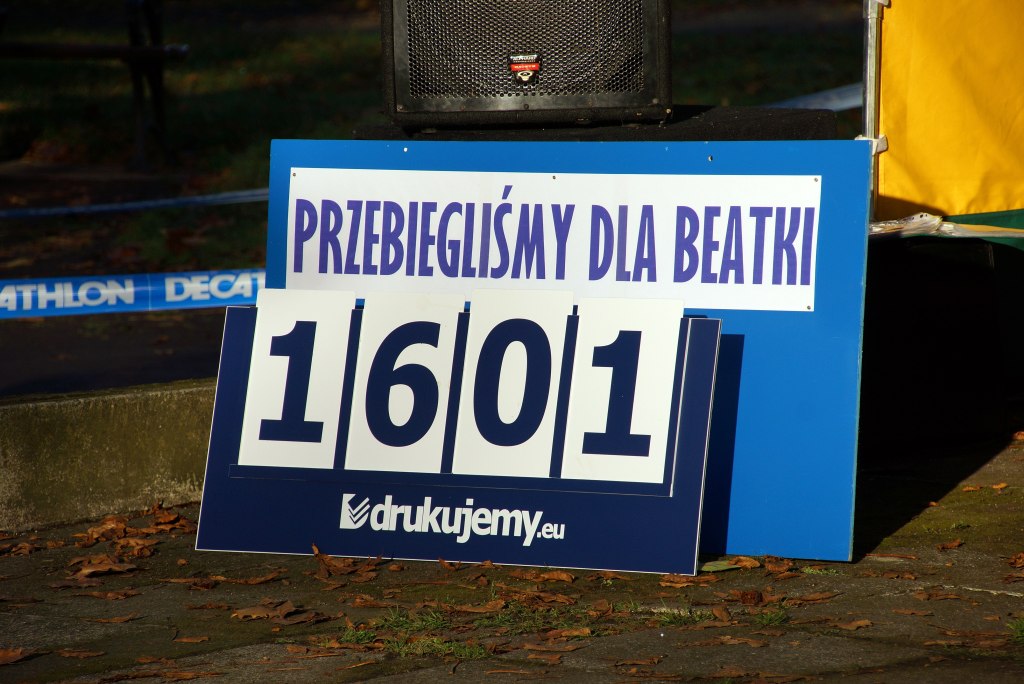 PRZEBIEGLIŚMY DLA BEATKI
ATHLON DECAT
1601
drukujemy.eu